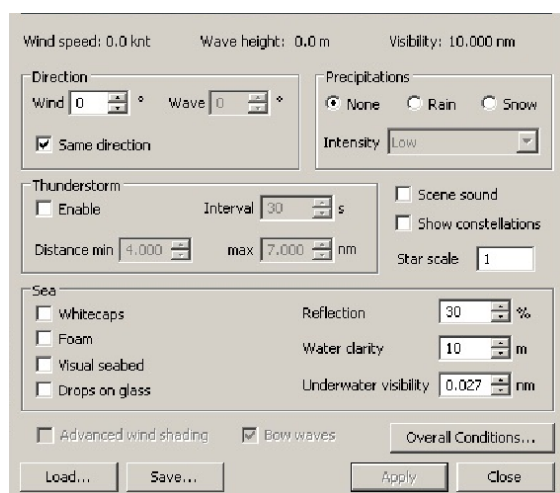 Wind speed: 0.0 knt Wave height: 0.0 m Visibility: 10.000 nm
Direction
Wind 0 ° Wave 0 °
Same direction
Precipitations
None Rain Snow
Intensity Low
Thunderstorm
Enable Interval 30 s
Distance min 4.000 max 7.000 nm
Scene sound
Show constellations
Star scale 1
Sea
Whitecaps
Foam
Visual seabed
Drops on glass
Reflection 30 %
Water clarity 10 m
Underwater visibility 0.027 nm
Advanced wind shading Bow waves Overall Conditions...
Load... Save... Apply Close